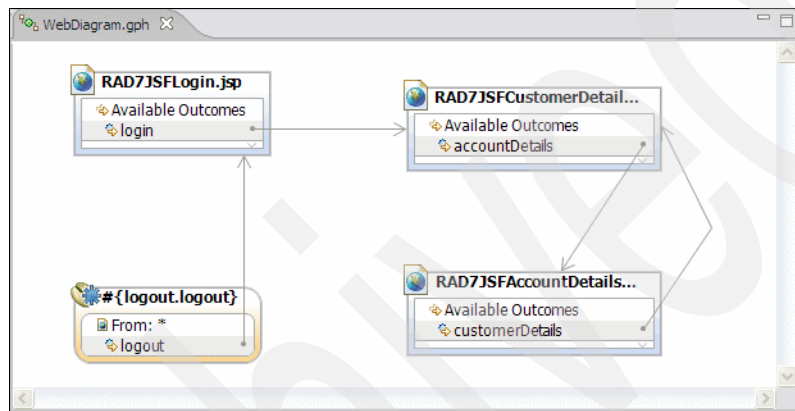 WebDiagram.gph
RAD7JSFLogin.jsp
Available Outcomes
login
RAD7JSFCustomerDetail...
Available Outcomes
accountDetails
#{logout.logout}
From: *
logout
RAD7JSFAccountDetails...
Available Outcomes
customerDetails